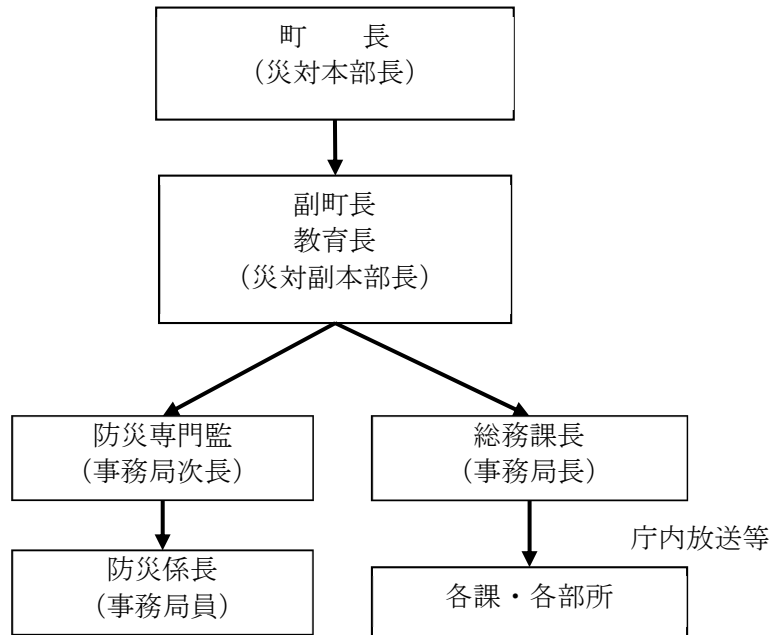 町　　長
（災対本部長）
副町長
教育長
（災対副本部長）
防災専門監
（事務局次長）
総務課長
（事務局長）
庁内放送等
防災係長
（事務局員）
各課・各部所